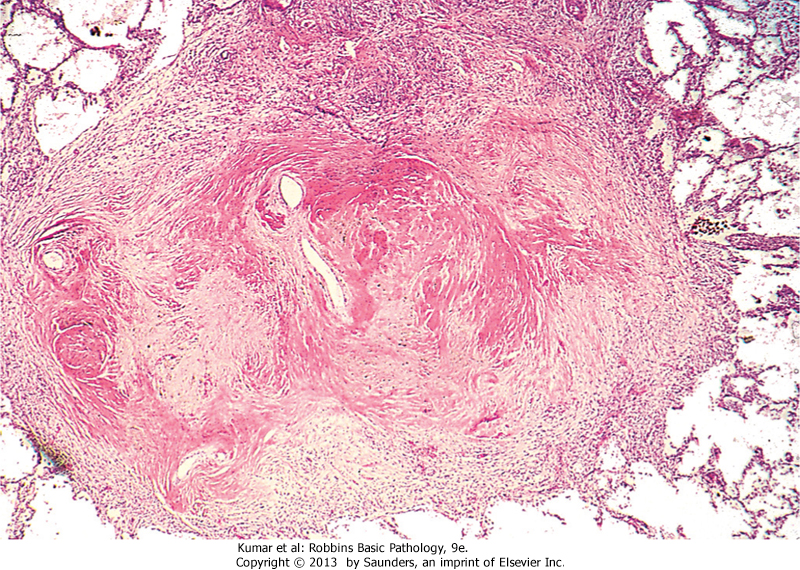 Kumar et al: Robbins Basic Pathology, 9e.
Copyright © 2013 by Saunders, an imprint of Elsevier Inc.